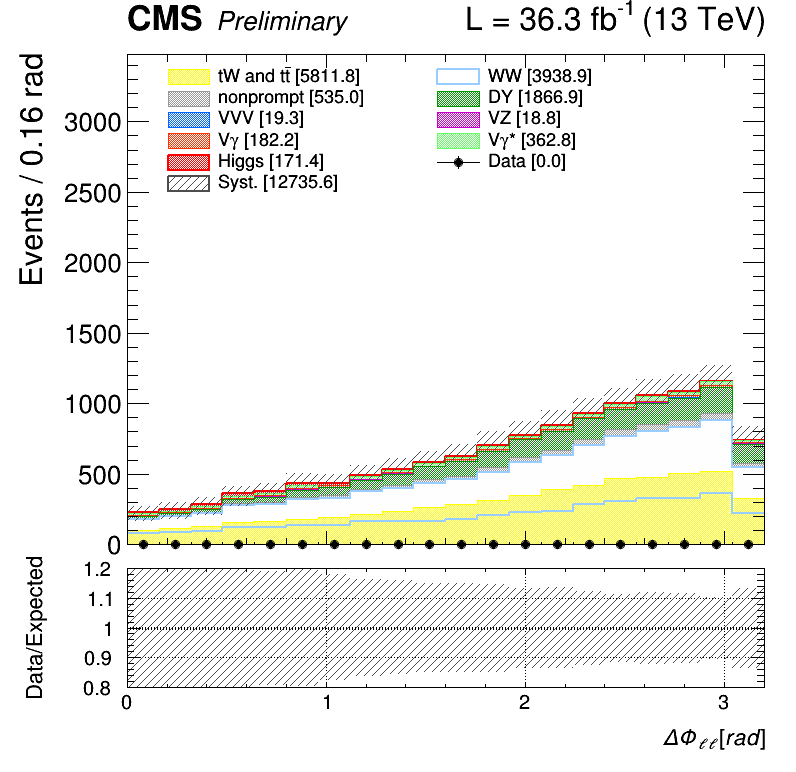 CMS Preliminary L = 36.3 fb⁻¹ (13 TeV)
Events / 0.16 rad
3000
2500
2000
1500
1000
500
0
tW and tt̄ [5811.8]
nonprompt [535.0]
VVV [19.3]
Vγ [182.2]
Higgs [171.4]
Syst. [12735.6]
WW [3938.9]
DY [1866.9]
VZ [18.8]
Vγ* [362.8]
Data [0.0]
Data/Expected
1.2
1.1
1
0.9
0.8
0 1 2 3
ΔΦℓℓ[rad]